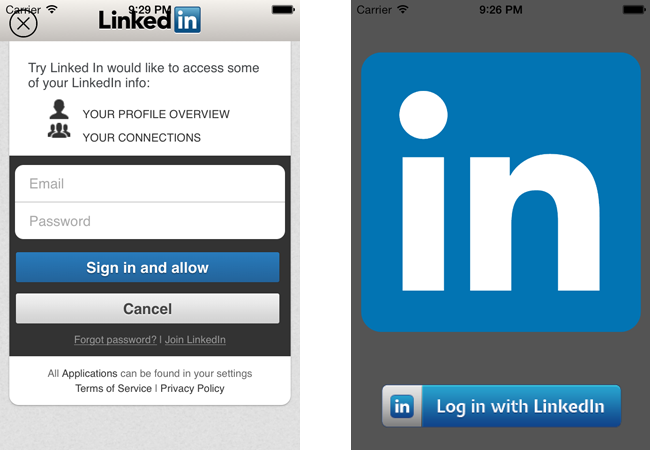 Carrier 9:29 PM
Linked in
Try Linked In would like to access some
of your LinkedIn info:
YOUR PROFILE OVERVIEW
YOUR CONNECTIONS
Email
Password
Sign in and allow
Cancel
Forgot password? | Join LinkedIn
All Applications can be found in your settings
Terms of Service | Privacy Policy
Carrier 9:26 PM
in
in Log in with LinkedIn